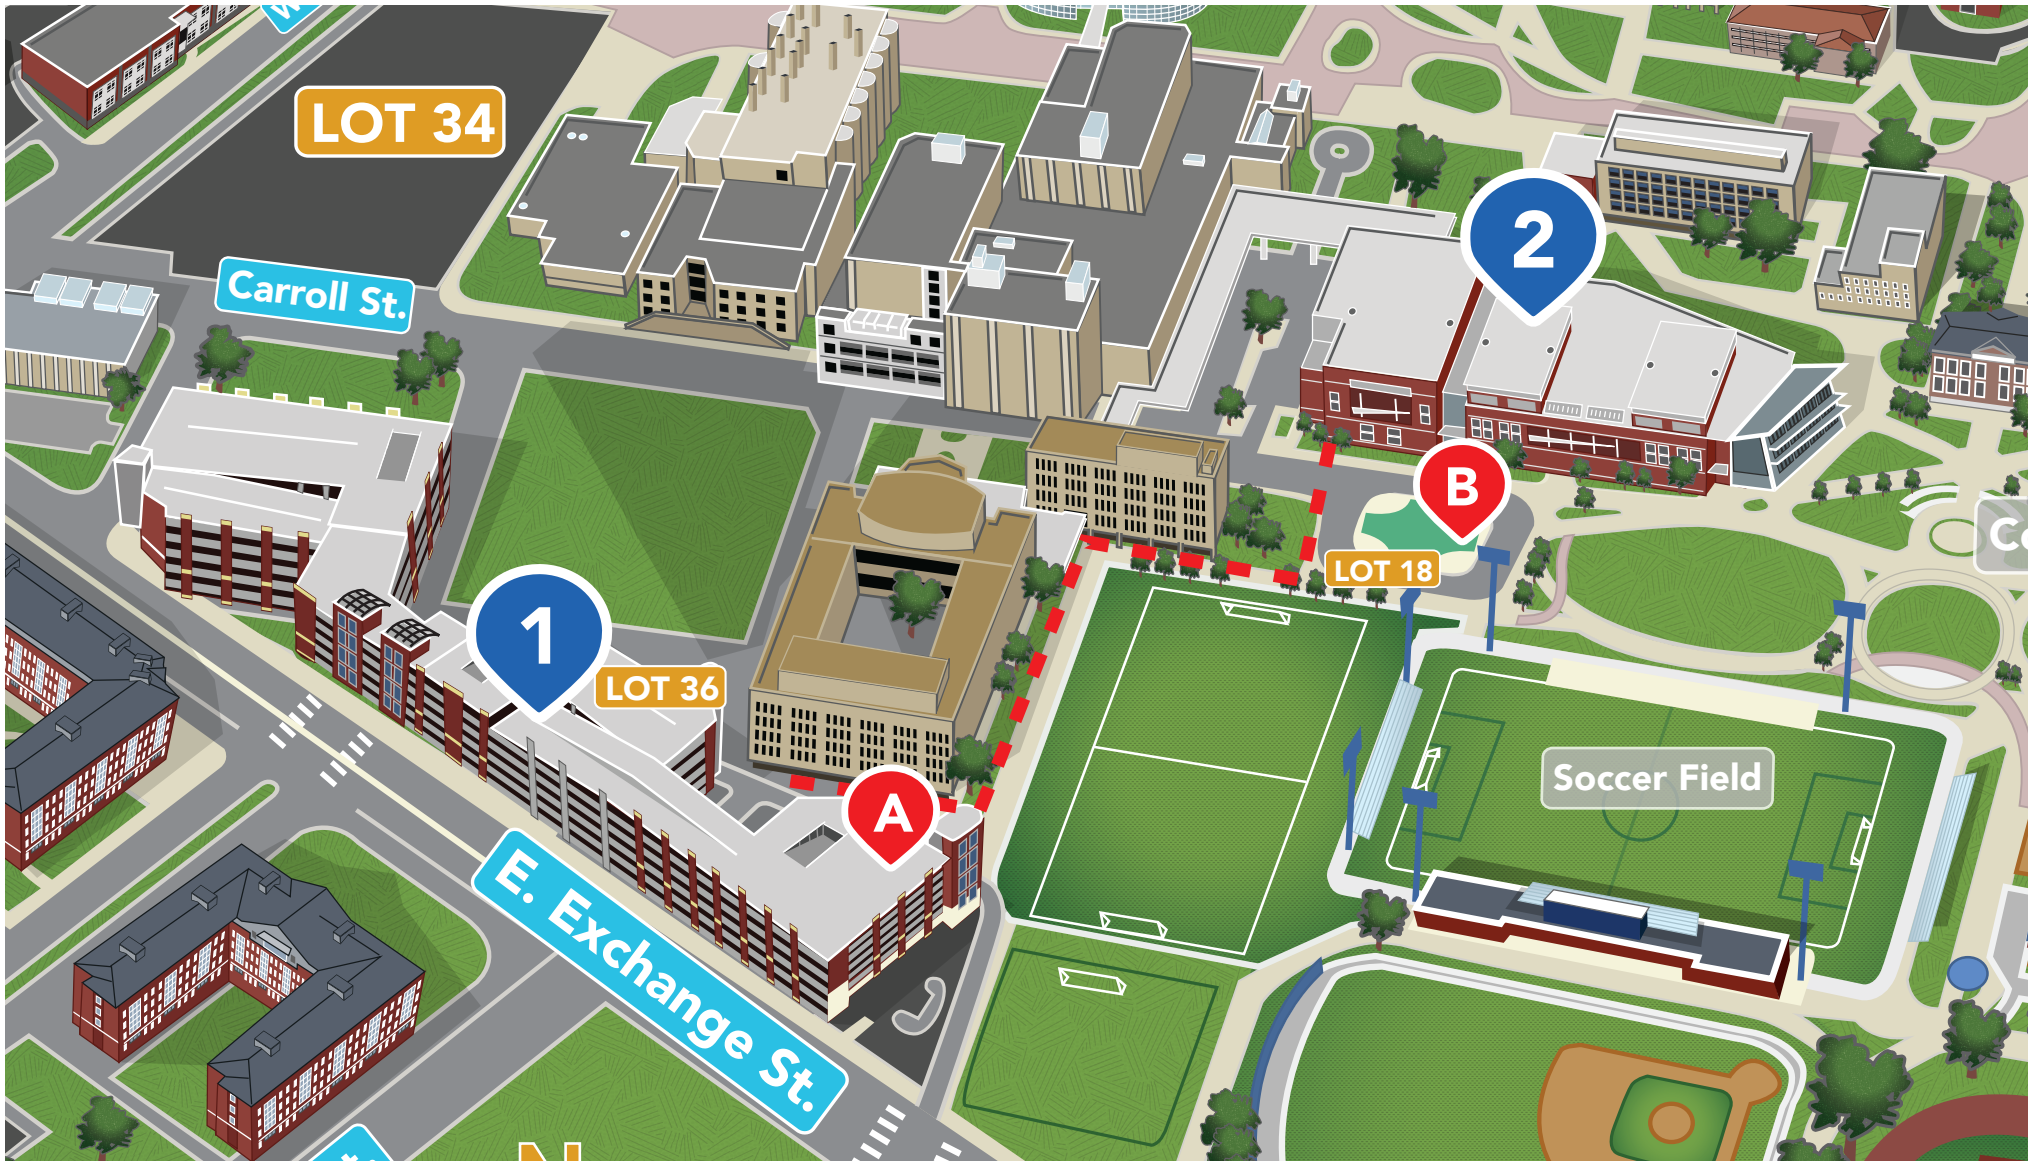 LOT 34
Carroll St.
2
B
LOT 18
1
LOT 36
Soccer Field
A
E. Exchange St.
N